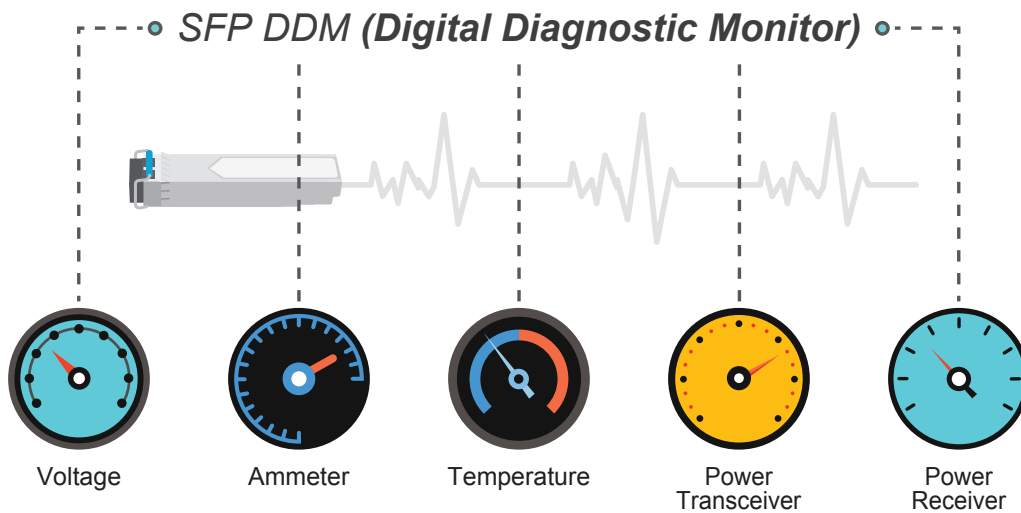 SFP DDM (Digital Diagnostic Monitor)
Voltage
Ammeter
Temperature
Power
Transceiver
Power
Receiver